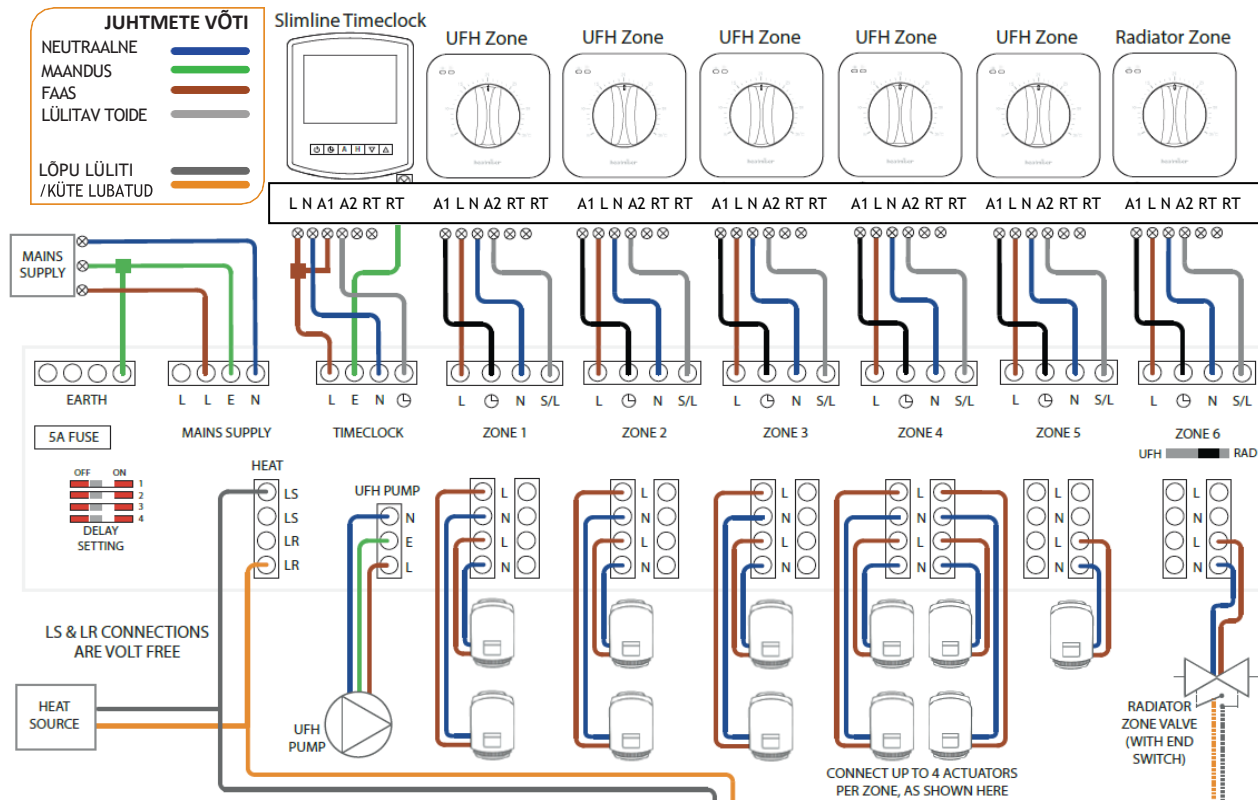 JUHTMETE VÕTI
NEUTRAALNE
MAANDUS
FAAS
LÜLITAV TOIDE
LÕPU LÜLITI
/KÜTE LUBATUD
Slimline Timeclock
UFH Zone
UFH Zone
UFH Zone
UFH Zone
UFH Zone
Radiator Zone
A H
L N A1 A2 RT RT
A1 L N A2 RT RT
A1 L N A2 RT RT
A1 L N A2 RT RT
A1 L N A2 RT RT
A1 L N A2 RT RT
A1 L N A2 RT RT
MAINS
SUPPLY
EARTH
L L E N
L E N
L N S/L
L N S/L
L N S/L
L N S/L
L N S/L
L N S/L
5A FUSE
MAINS SUPPLY
TIMECLOCK
ZONE 1
ZONE 2
ZONE 3
ZONE 4
ZONE 5
ZONE 6
UFH RAD
OFF ON
1
2
3
4
DELAY
SETTING
HEAT
LS
LS
LR
LR
UFH PUMP
N
E
L
L
N
L
N
L
N
L
N
L
N
L
N
L
N
L
N
L
N
L
N
L
N
L
N
LS & LR CONNECTIONS
ARE VOLT FREE
HEAT
SOURCE
UFH
PUMP
CONNECT UP TO 4 ACTUATORS
PER ZONE, AS SHOWN HERE
RADIATOR
ZONE VALVE
(WITH END
SWITCH)